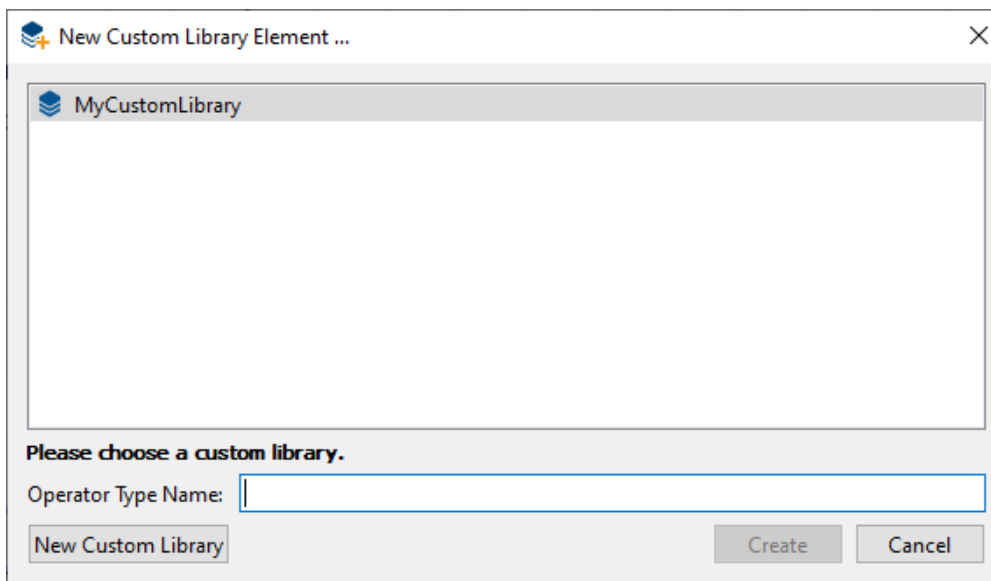 New Custom Library Element ...
MyCustomLibrary
Please choose a custom library.
Operator Type Name:
New Custom Library
Create
Cancel